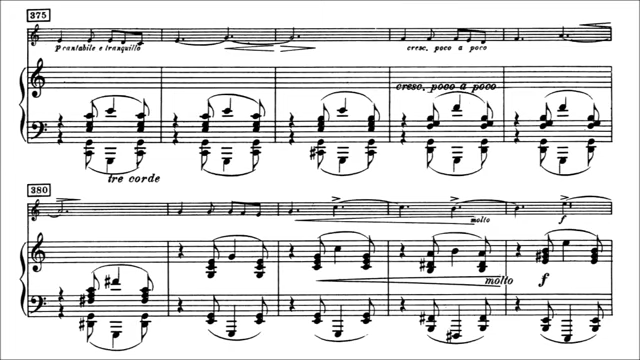 375
P cantabile e tranquillo
cresc. poco a poco
cresc. poco a poco
tre corde
380
molto
f
molto
f